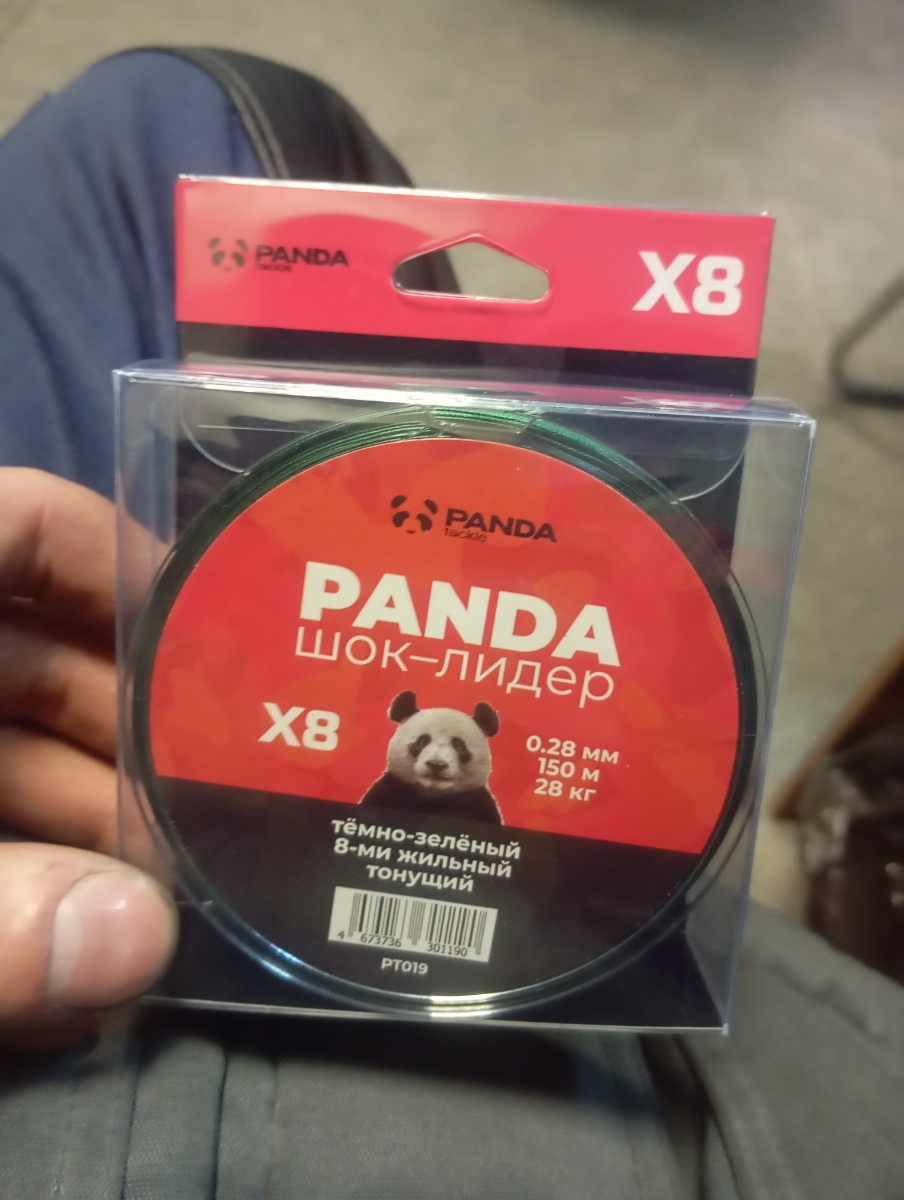 PANDA
tackle
X8
PANDA
tackle
PANDA
шок-лидер
X8
0.28 мм
150 м
28 кг
тёмно-зелёный
8-ми жильный
тонущий
4 673736 301190
PT019